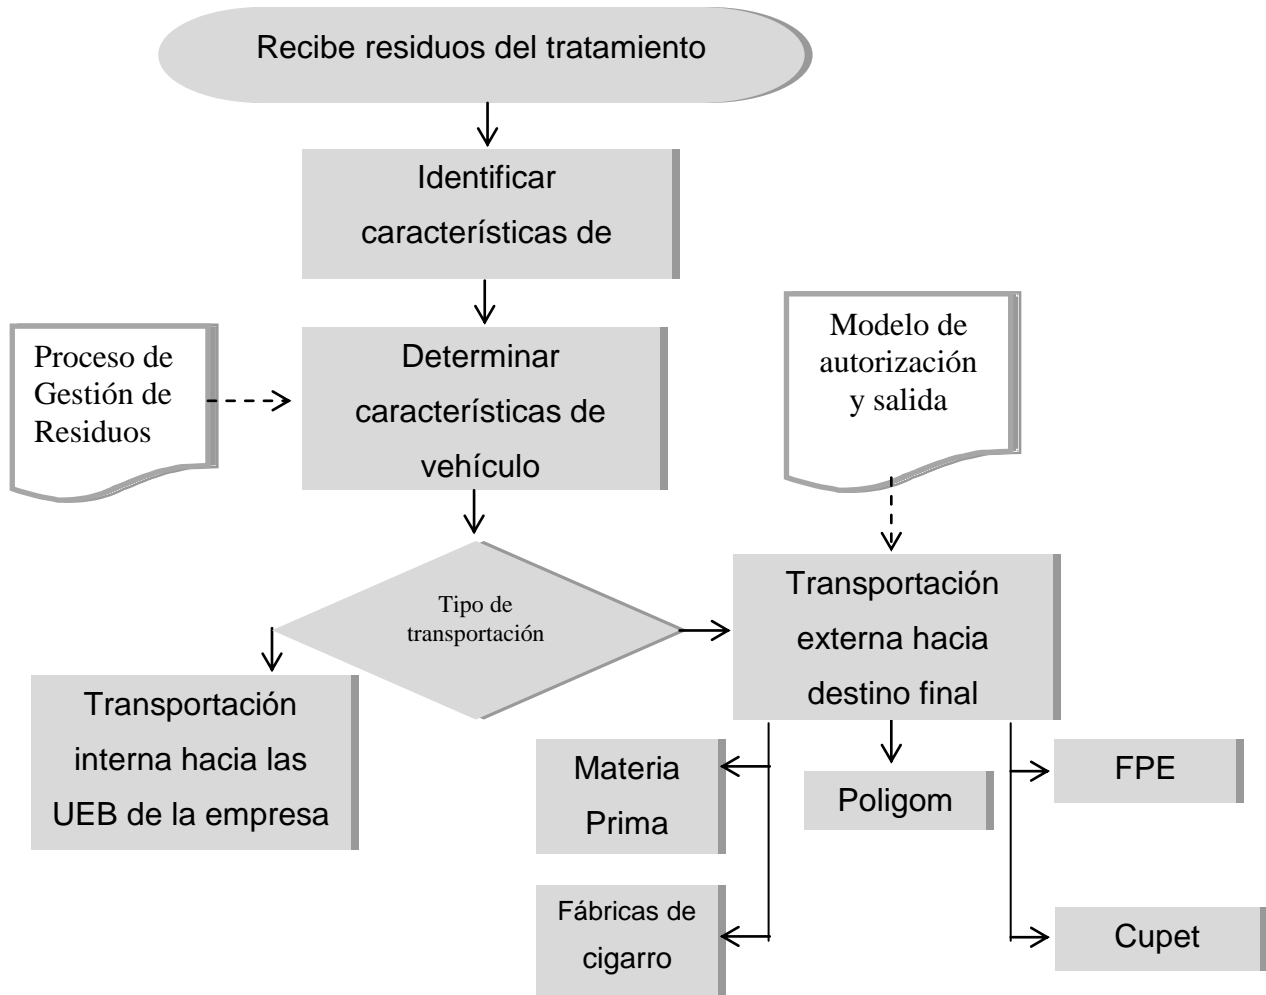 Recibe residuos del tratamiento
Identificar
características de
Proceso de
Gestión de
Residuos
Determinar
características de
vehículo
Modelo de
autorización
y salida
Tipo de
transportación
Transportación
externa hacia
destino final
Transportación
interna hacia las
UEB de la empresa
Materia
Prima
Poligom
FPE
Fábricas de
cigarro
Cupet